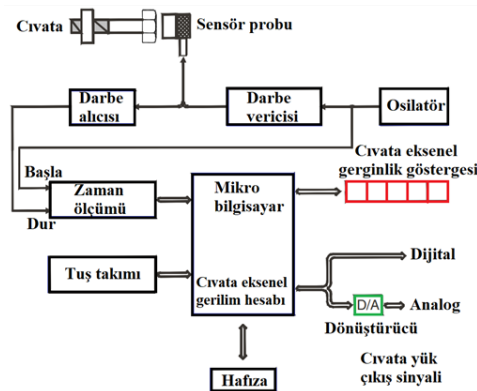 Cıvata
Sensör probu
Darbe
alıcısı
Darbe
vericisi
Osilatör
Başla
Dur
Zaman
ölçümü
Mikro
bilgisayar
Cıvata eksenel
gerilim hesabı
Cıvata eksenel
gerginlik göstergesi
Tuş takımı
Dijital
D/A
Analog
Dönüştürücü
Cıvata yük
çıkış sinyali
Hafıza